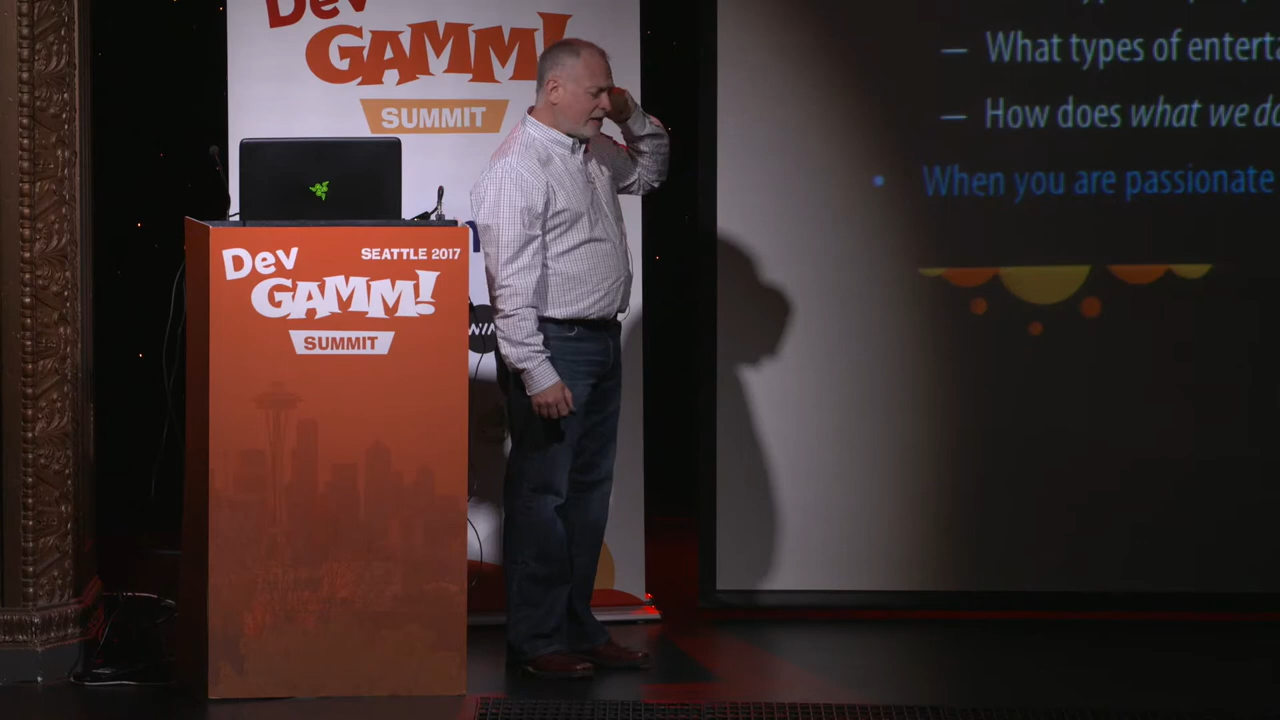 Dev
GAMM!
SUMMIT
Dev
SEATTLE 2017
GAMM!
SUMMIT
— What types of
— How does what we
• When you are passionate